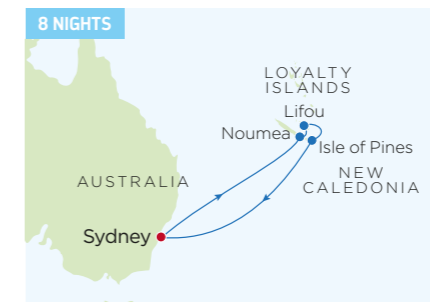 8 NIGHTS
LOYALTY
ISLANDS
Lifou
Noumea
Isle of Pines
NEW
CALEDONIA
AUSTRALIA
Sydney